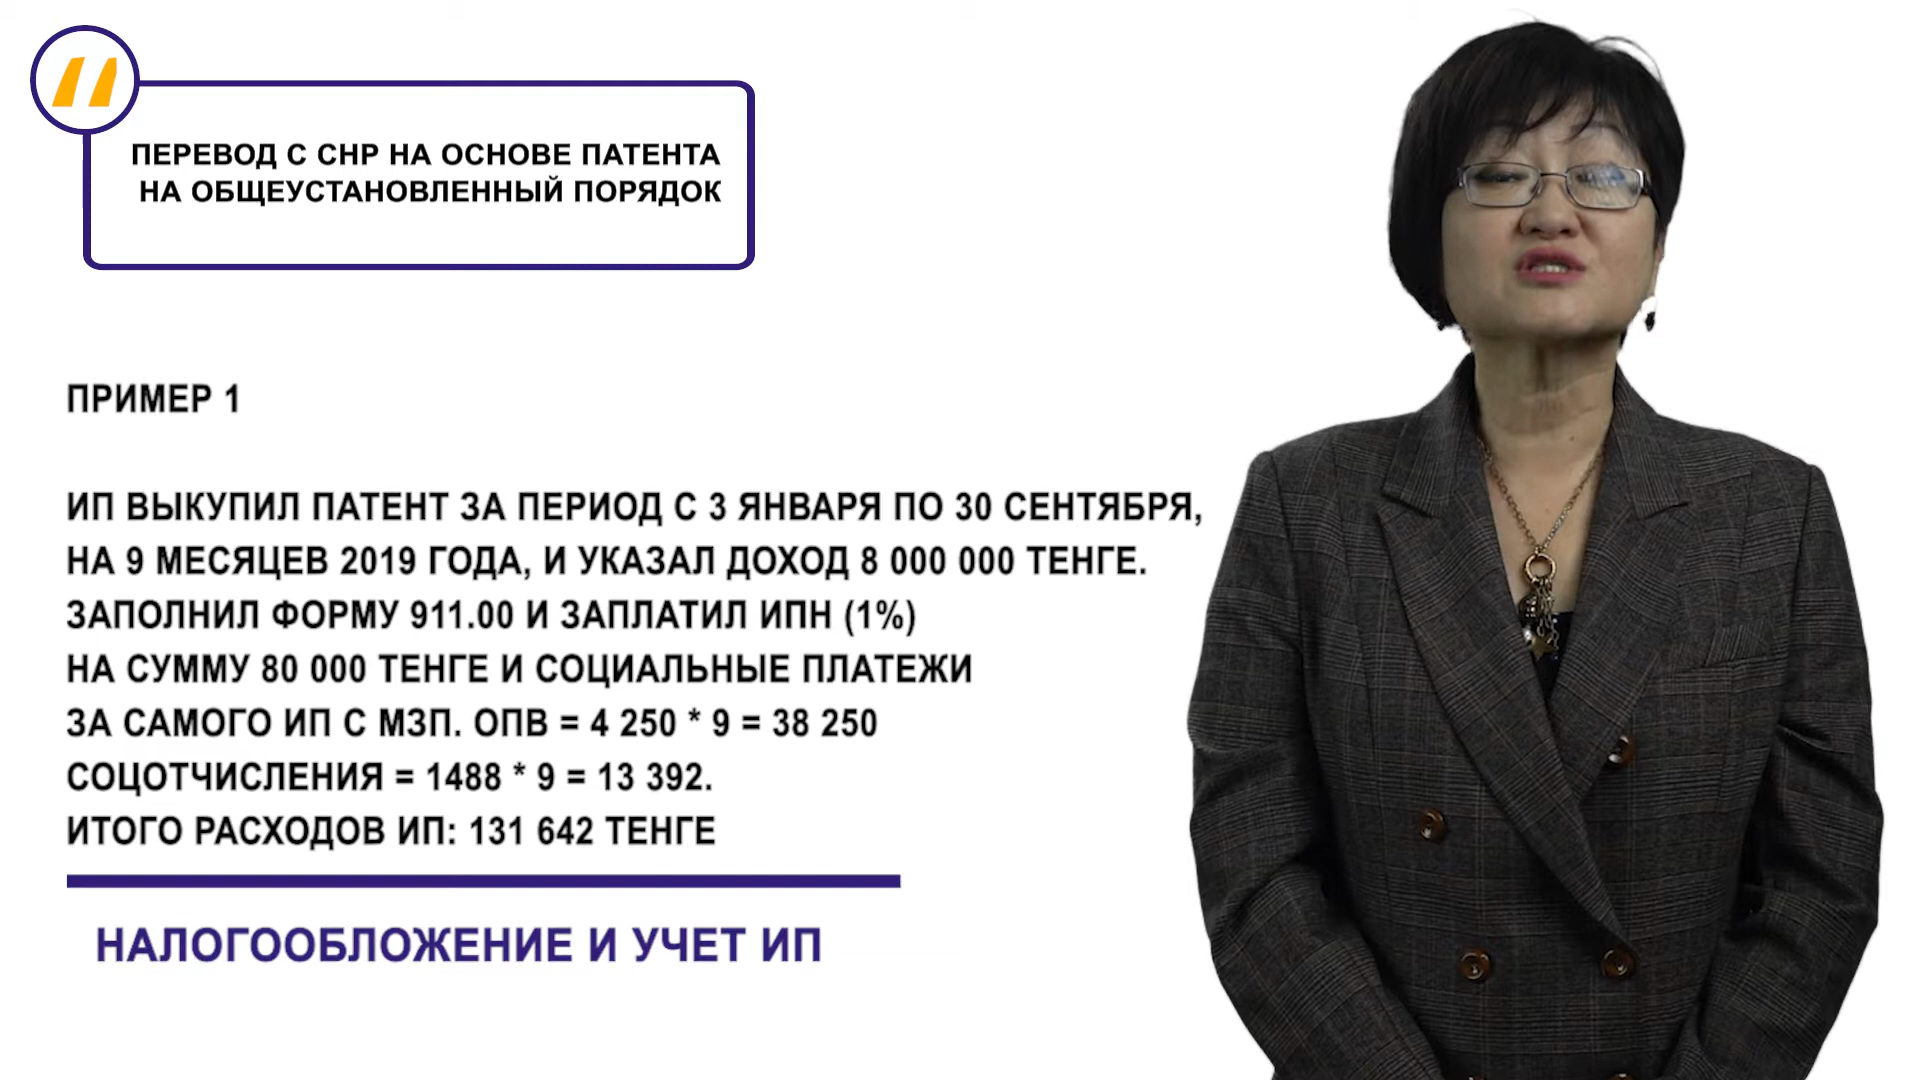 ПЕРЕВОД С СНР НА ОСНОВЕ ПАТЕНТА
НА ОБЩЕУСТАНОВЛЕННЫЙ ПОРЯДОК
ПРИМЕР 1
ИП ВЫКУПИЛ ПАТЕНТ ЗА ПЕРИОД С 3 ЯНВАРЯ ПО 30 СЕНТЯБРЯ,
НА 9 МЕСЯЦЕВ 2019 ГОДА, И УКАЗАЛ ДОХОД 8 000 000 ТЕНГЕ.
ЗАПОЛНИЛ ФОРМУ 911.00 И ЗАПЛАТИЛ ИПН (1%)
НА СУММУ 80 000 ТЕНГЕ И СОЦИАЛЬНЫЕ ПЛАТЕЖИ
ЗА САМОГО ИП С МЗП. ОПВ = 4 250 * 9 = 38 250
СОЦОТЧИСЛЕНИЯ = 1488 * 9 = 13 392.
ИТОГО РАСХОДОВ ИП: 131 642 ТЕНГЕ
НАЛОГООБЛОЖЕНИЕ И УЧЕТ ИП